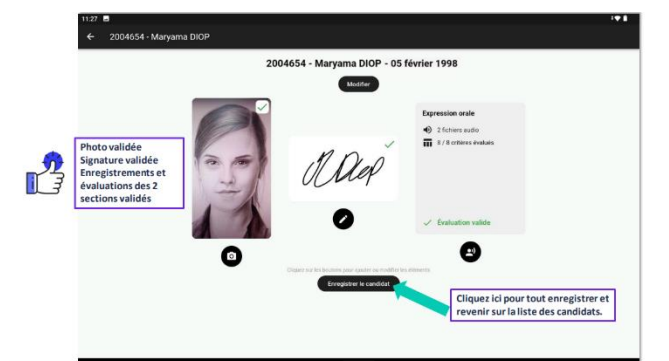 11:27
2004654 - Maryama DIOP
2004654 - Maryama DIOP - 05 février 1998
Modifier
Photo validée
Signature validée
Enregistrements et
évaluations des 2
sections validés
Expression orale
2 fichiers audio
8 / 8 critères évalués
Évaluation valide
Cliquez sur les boutons pour ajouter ou modifier les éléments
Enregistrer le candidat
Cliquez ici pour tout enregistrer et
revenir sur la liste des candidats.